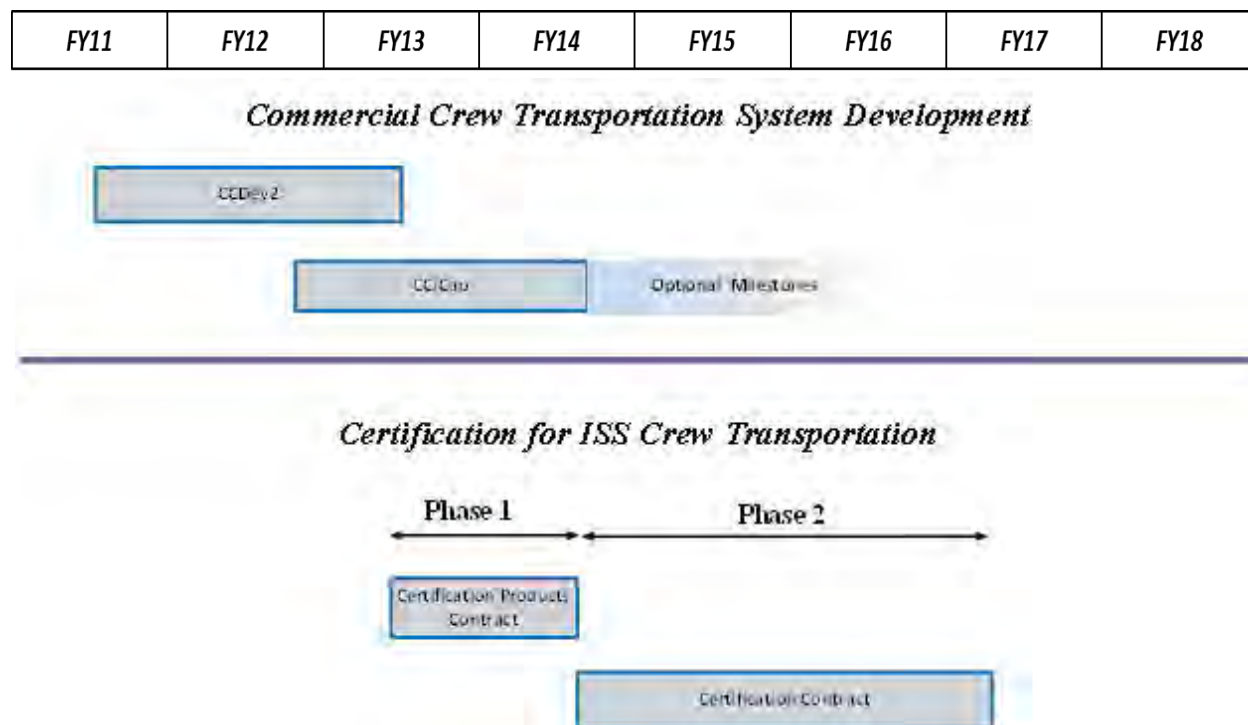 FY11 FY12 FY13 FY14 FY15 FY16 FY17 FY18
Commercial Crew Transportation System Development
CCDev2
CCiCap Optional Milestones
Certification for ISS Crew Transportation
Phase 1 Phase 2
Certification Products
Contract
Certification Contract